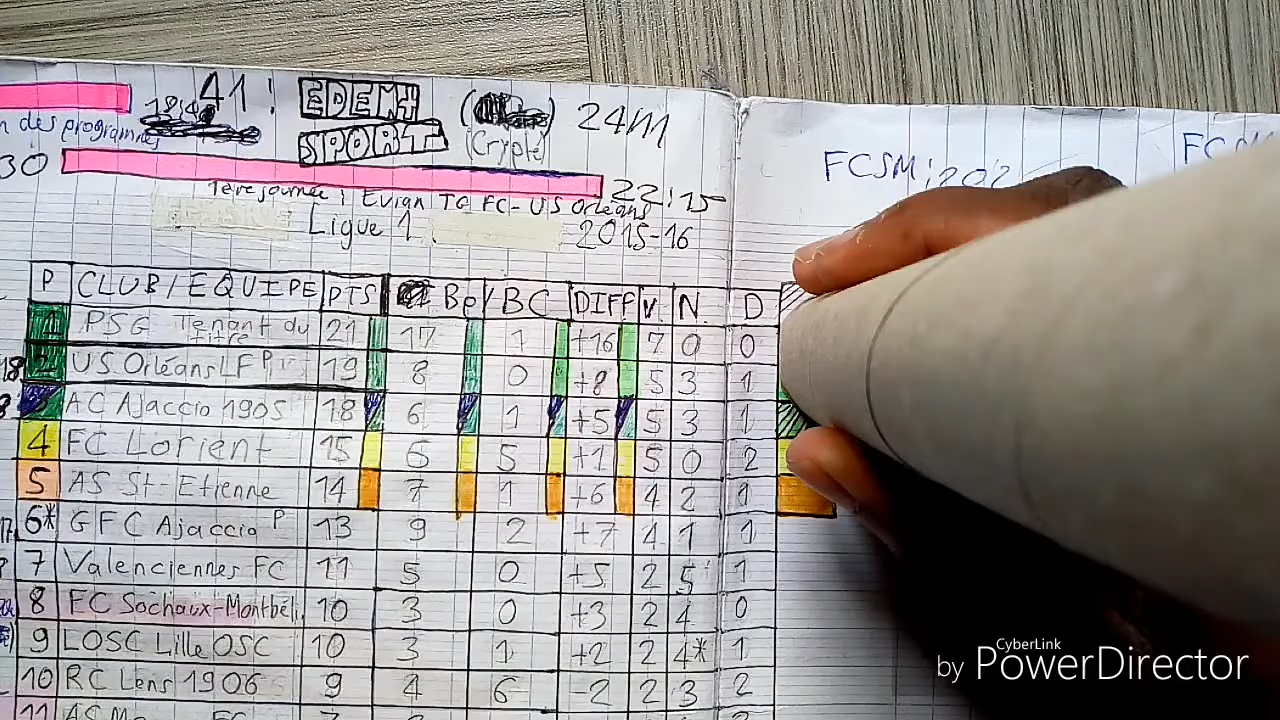 41 !
EDEN+
SPORT
(Crypté)
24M
n des programmes
30
22:15
1ère journée : Evian TG FC-US Orléans
Ligue 1 2015-16
FCSM : 202
P CLUB/EQUIPE PTS Bp/BC DIFF V N D
1 PSG Tenant du titre 21 17 1 +16 7 0 0
US Orléans LF P 19 8 0 +8 5 3 1
AC Ajaccio 1905 18 6 1 +5 5 3 1
4 FC Lorient 15 6 5 +1 5 0 2
5 AS St-Etienne 14 7 1 +6 4 2 1
6* GFC Ajaccio P 13 9 2 +7 4 1 1
7 Valenciennes FC 11 5 0 +5 2 5 1
8 FC Sochaux-Montbéli. 10 3 0 +3 2 4 0
9 LOSC Lille OSC 10 3 1 +2 2 4* 1
10 RC Lens 1906 9 4 6 -2 2 3 2
11
CyberLink
by PowerDirector